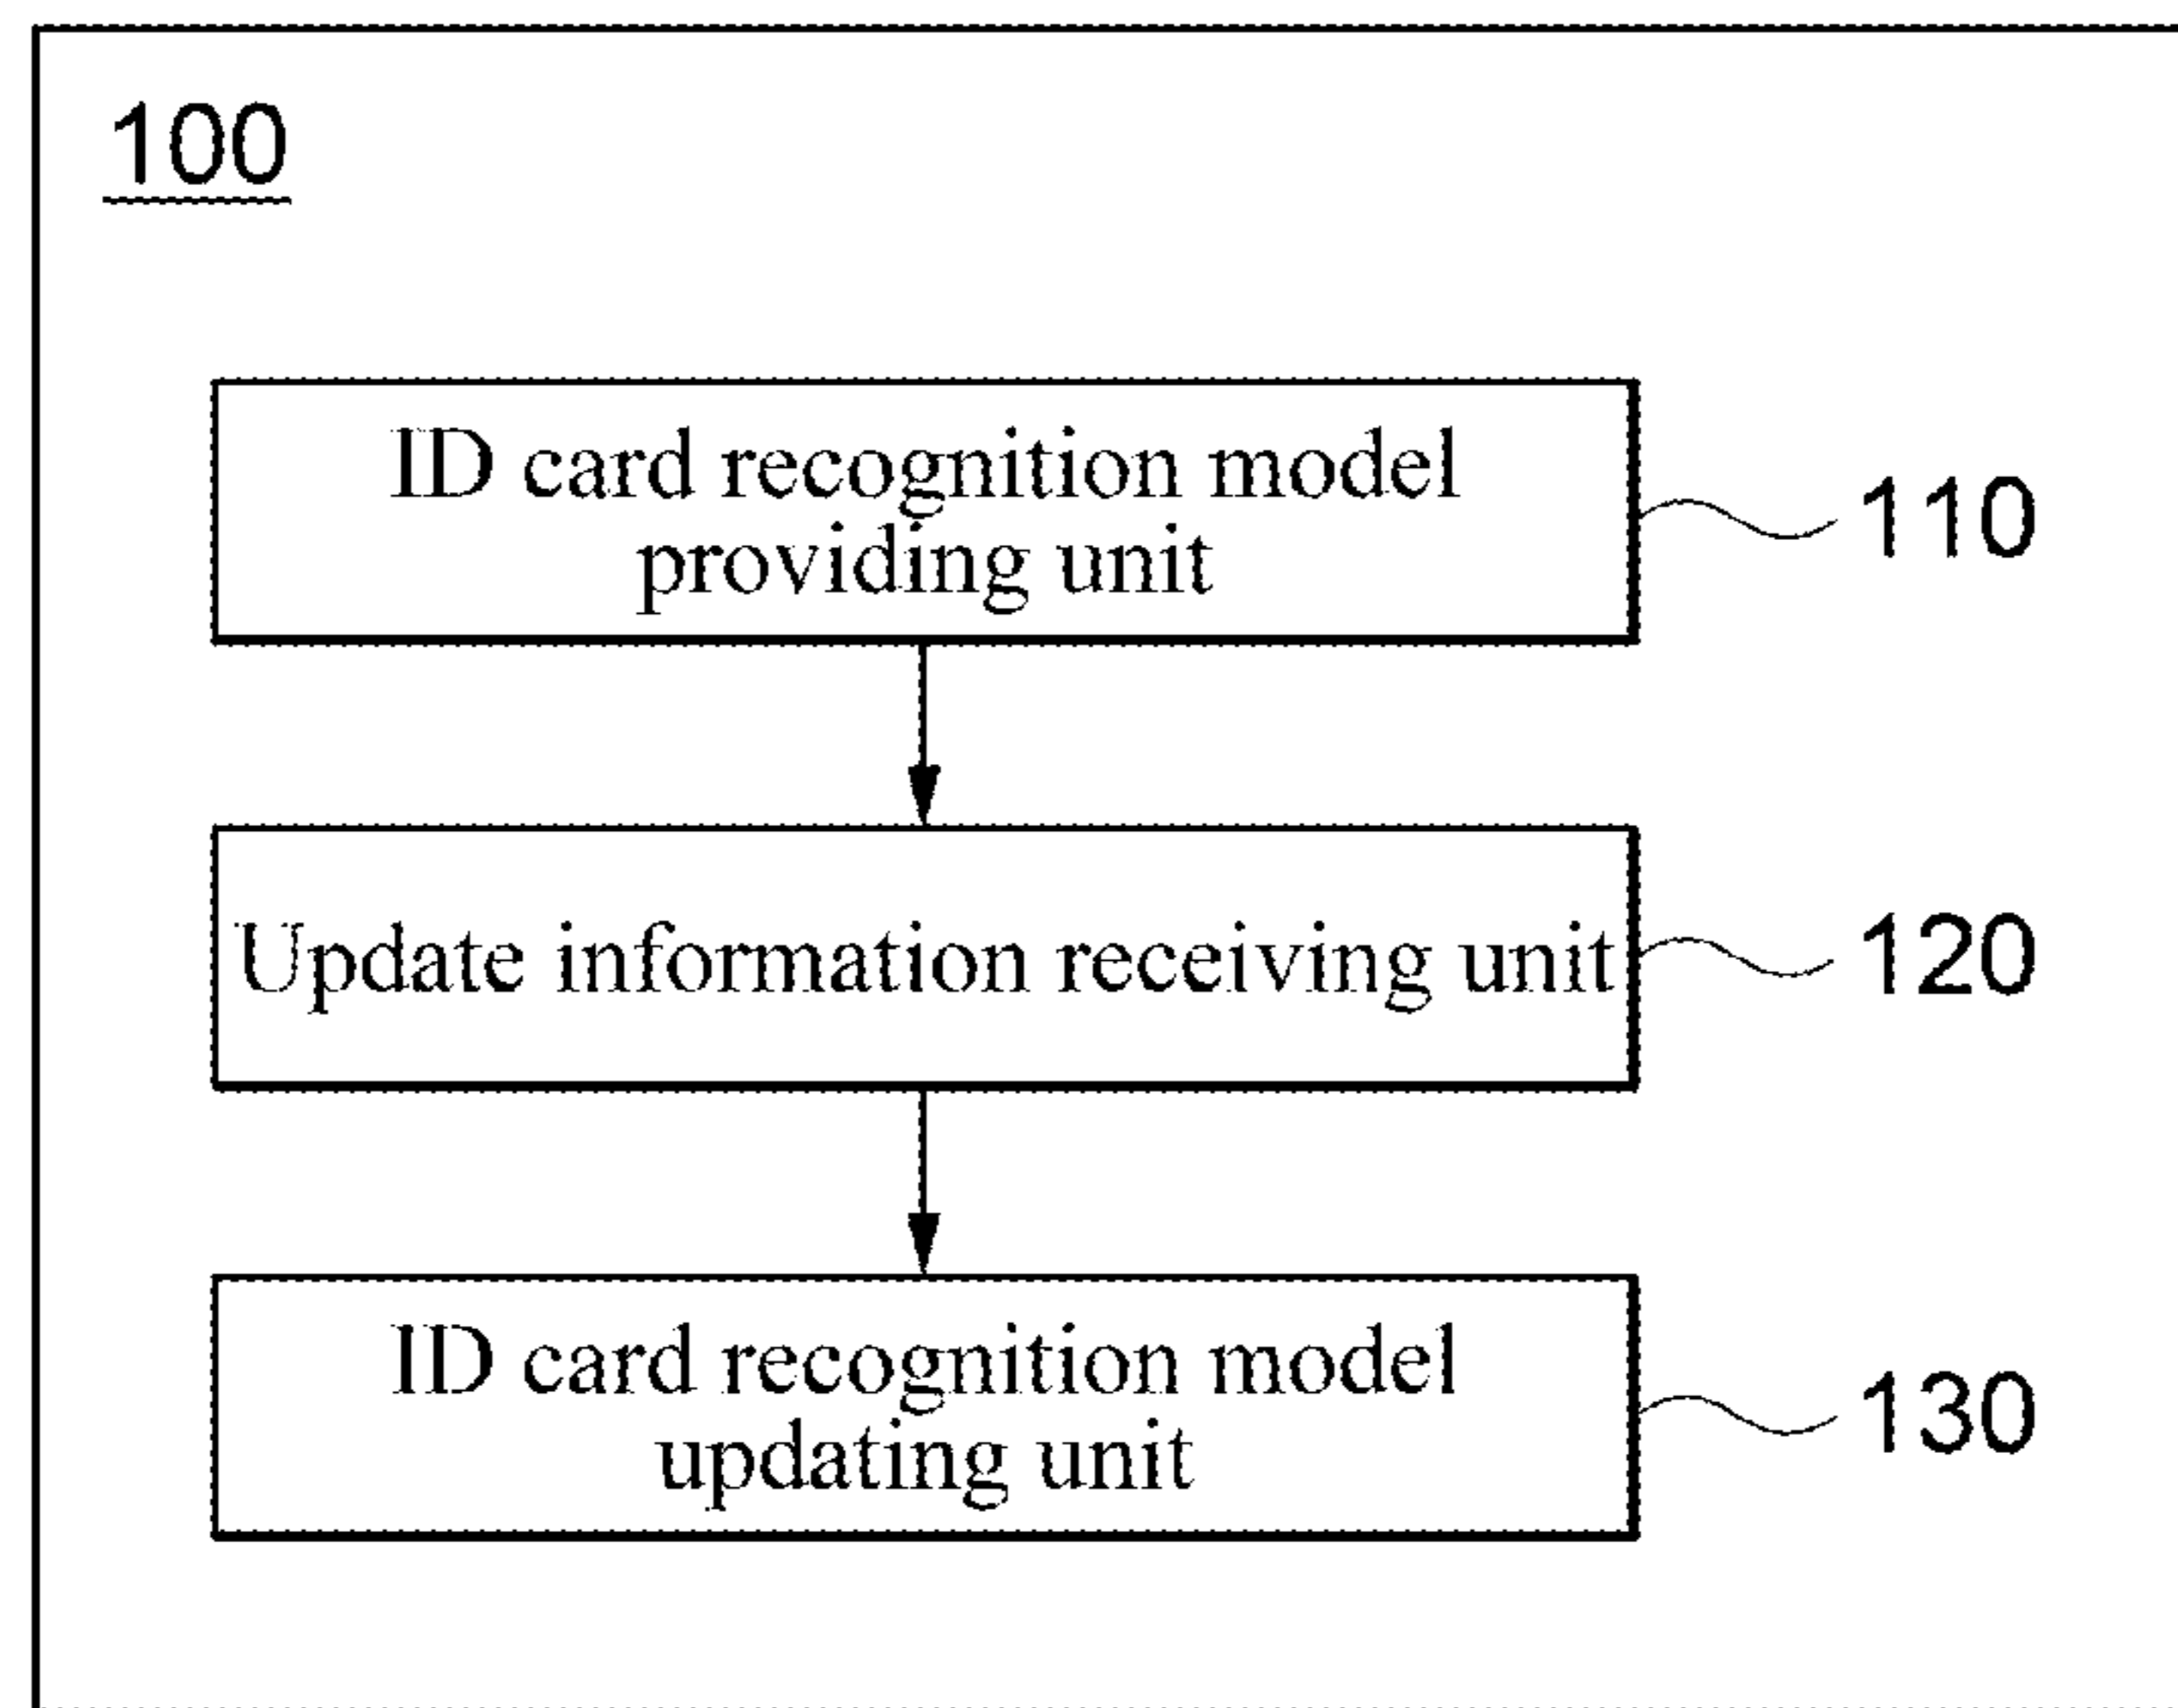 100
ID card recognition model
providing unit
110
Update information receiving unit
120
ID card recognition model
updating unit
130